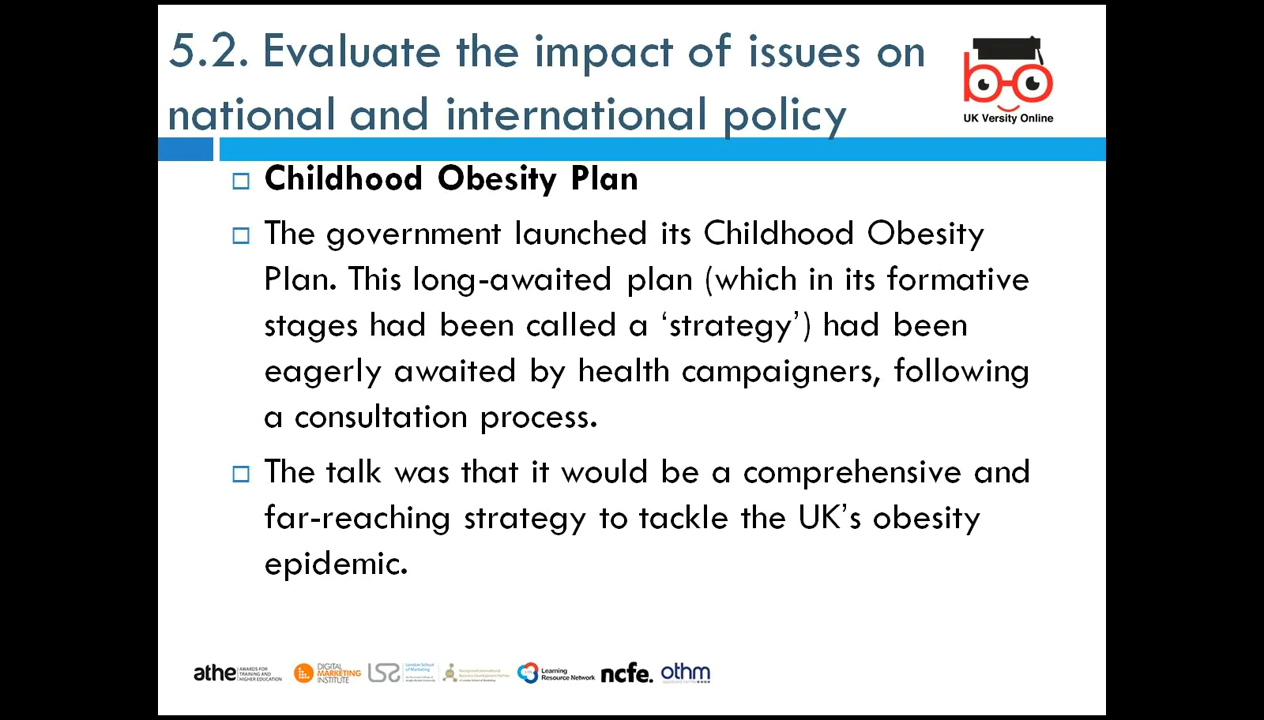 5.2. Evaluate the impact of issues on
national and international policy
UK Versity Online
Childhood Obesity Plan
The government launched its Childhood Obesity
Plan. This long-awaited plan (which in its formative
stages had been called a ‘strategy’) had been
eagerly awaited by health campaigners, following
a consultation process.
The talk was that it would be a comprehensive and
far-reaching strategy to tackle the UK’s obesity
epidemic.
athe AWARDS FOR TRAINING AND HIGHER EDUCATION
DIGITAL MARKETING INSTITUTE
London School of Marketing
Learning Resource Network
ncfe.
othm